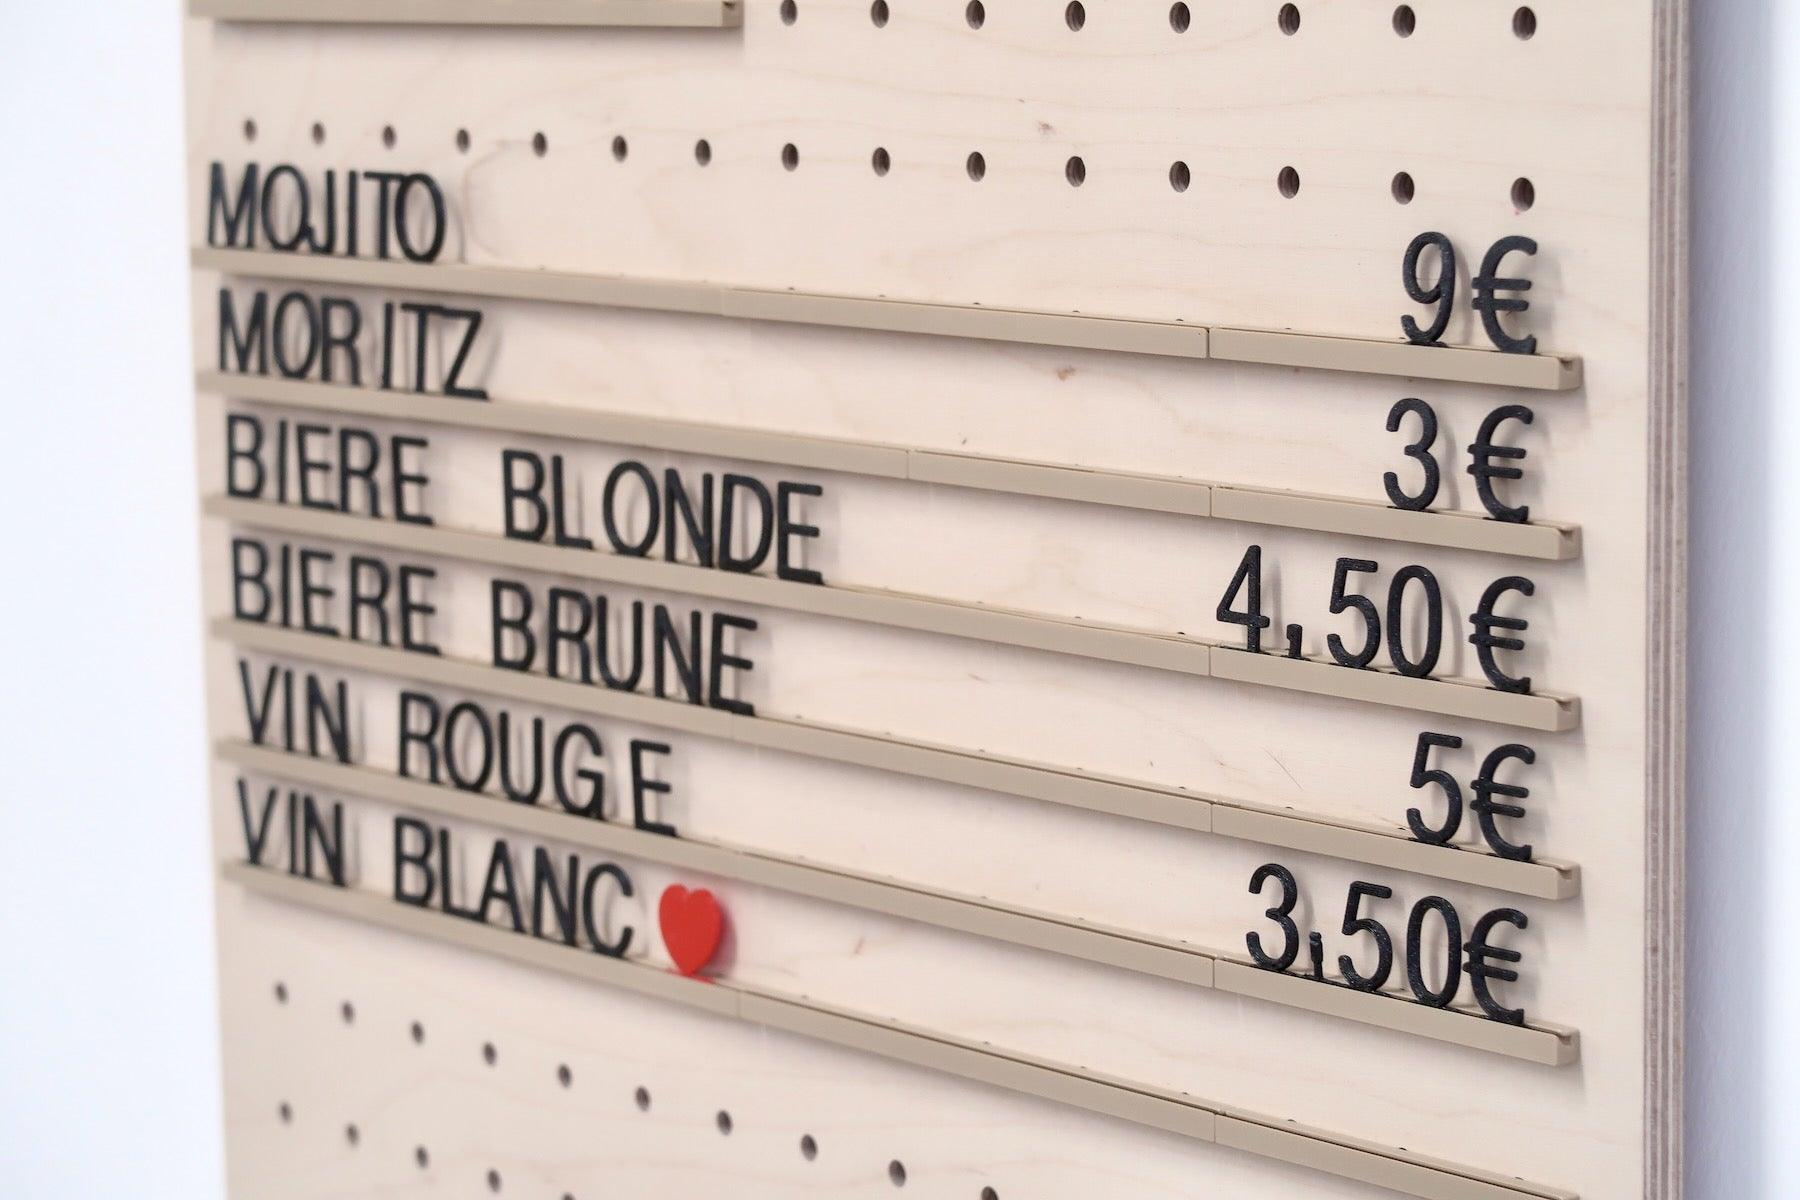 MOJITO 9€
MORITZ 3€
BIERE BLONDE 4,50€
BIERE BRUNE 5€
VIN ROUGE 3,50€
VIN BLANC ♥